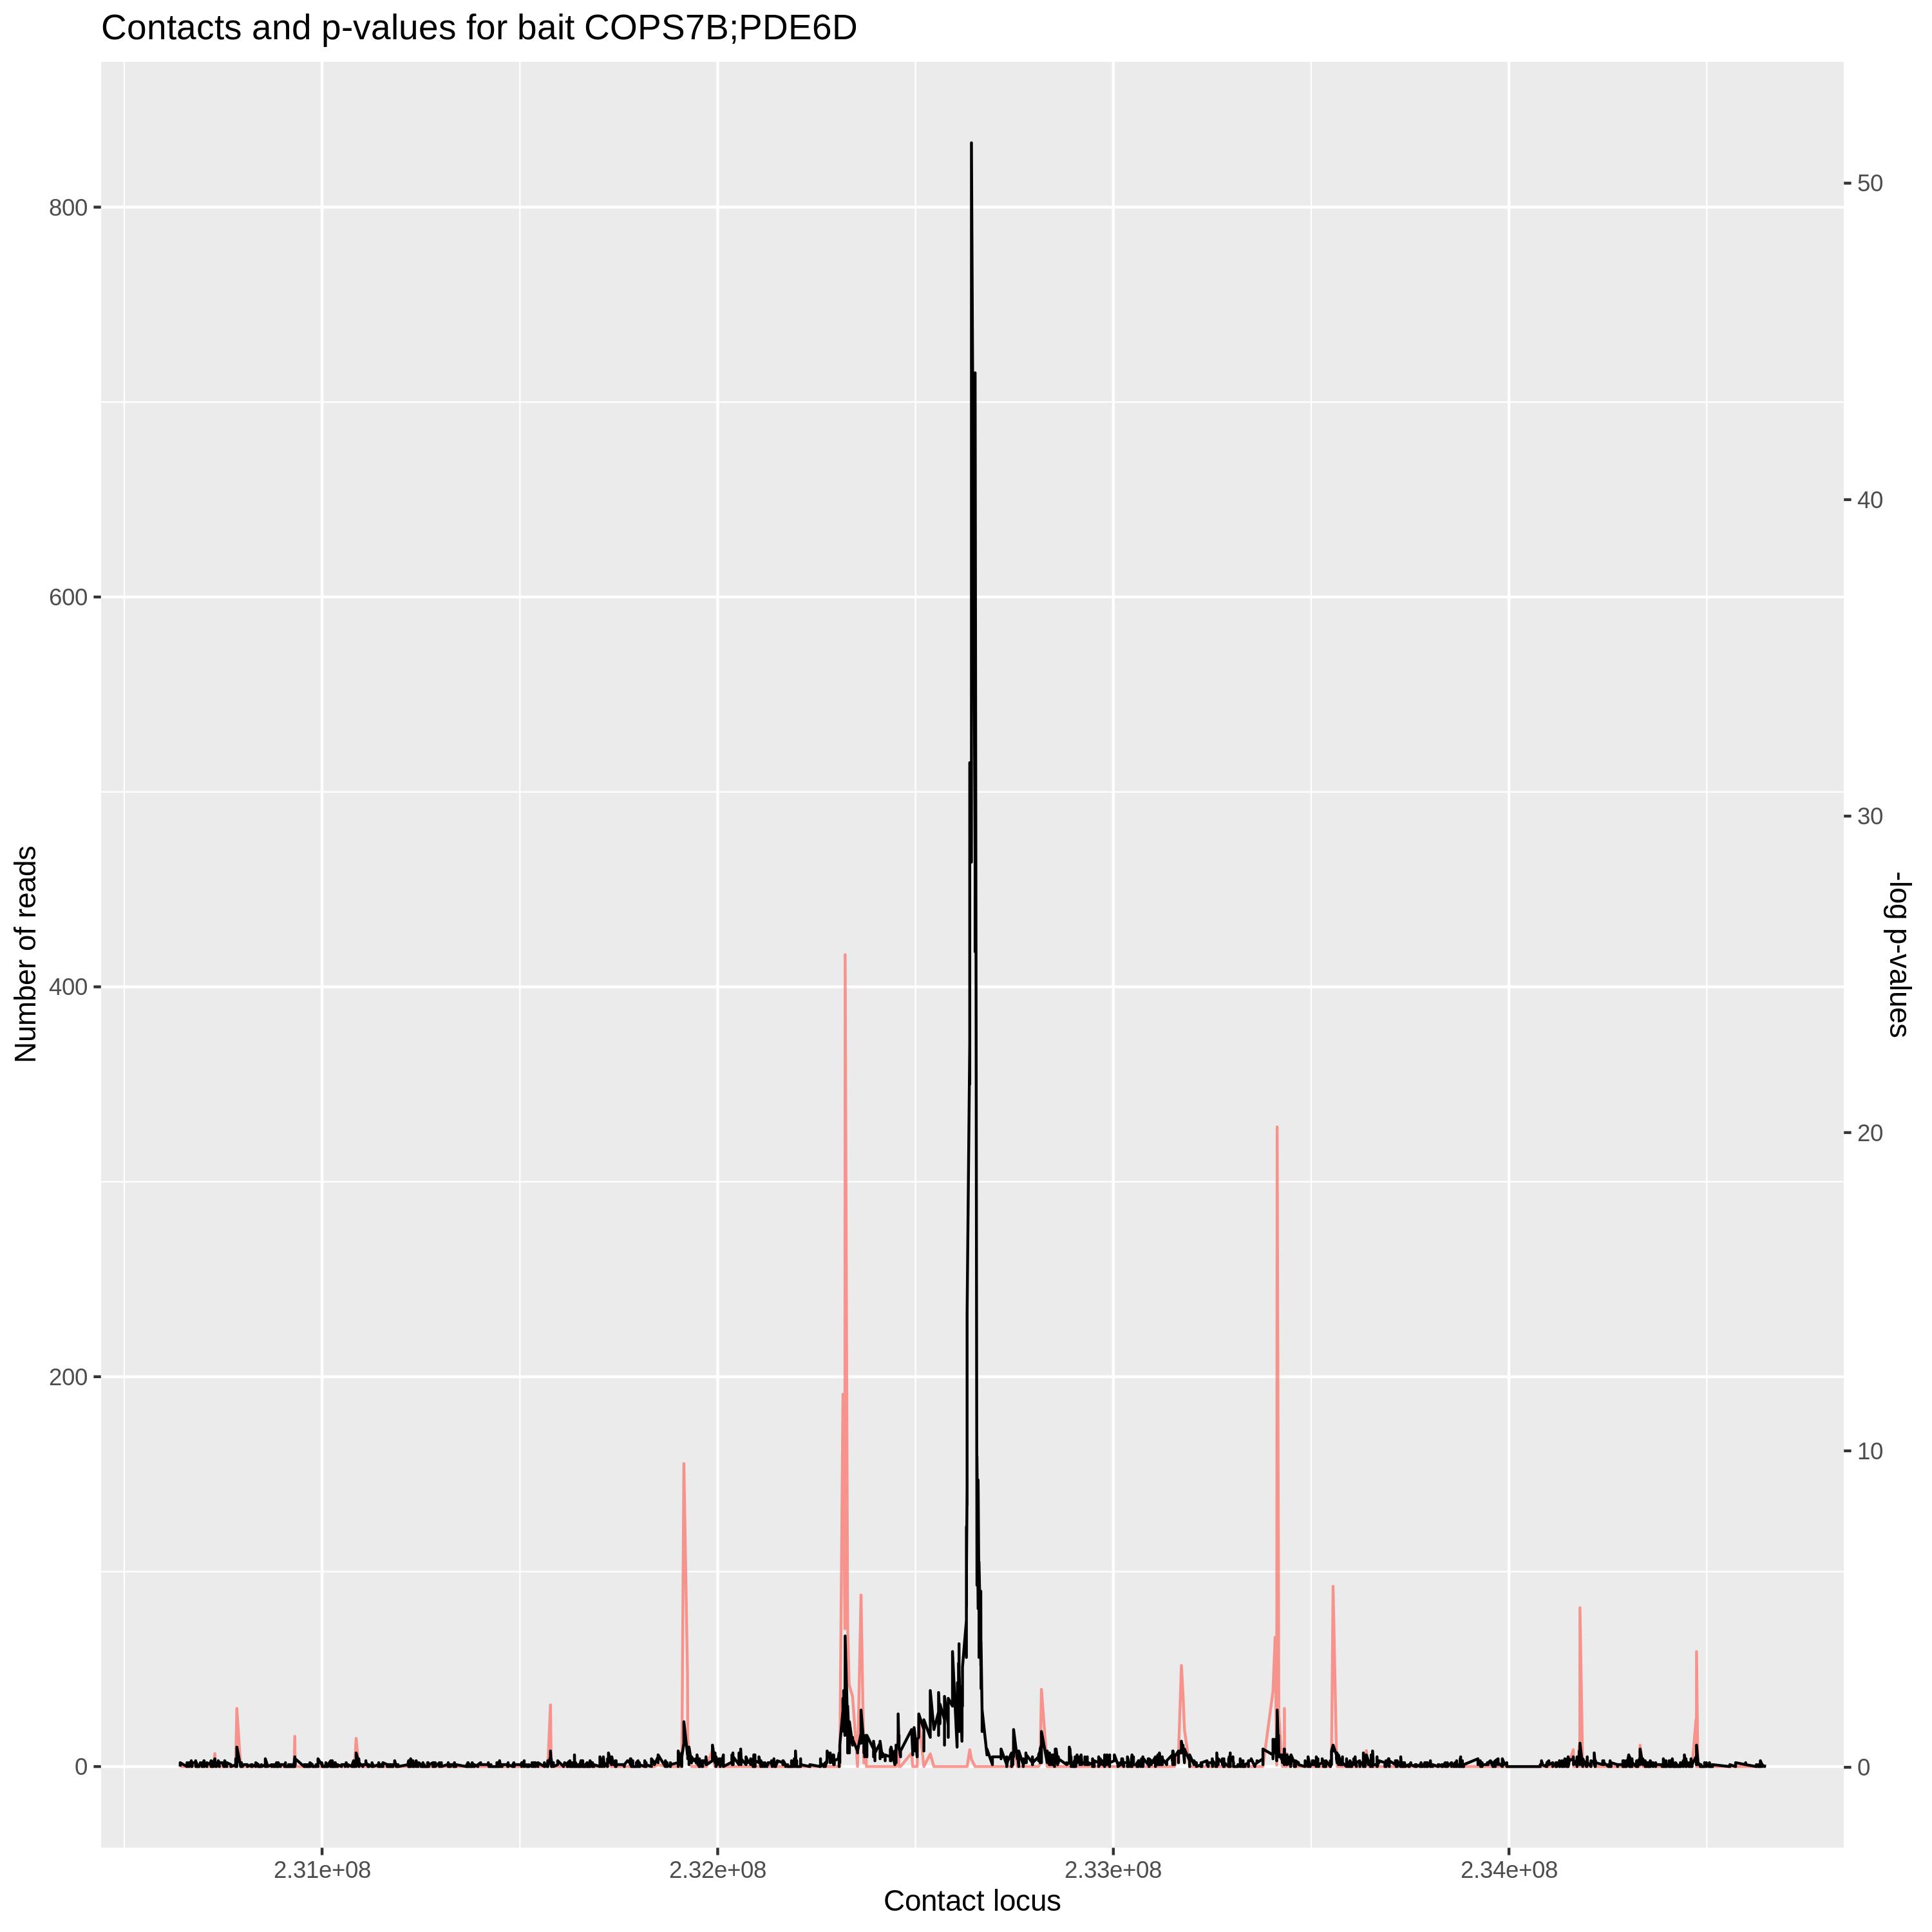 Contacts and p-values for bait COPS7B;PDE6D
800
600
400
200
0
Number of reads
50
40
30
20
10
0
-log p-values
2.31e+08
2.32e+08
2.33e+08
2.34e+08
Contact locus